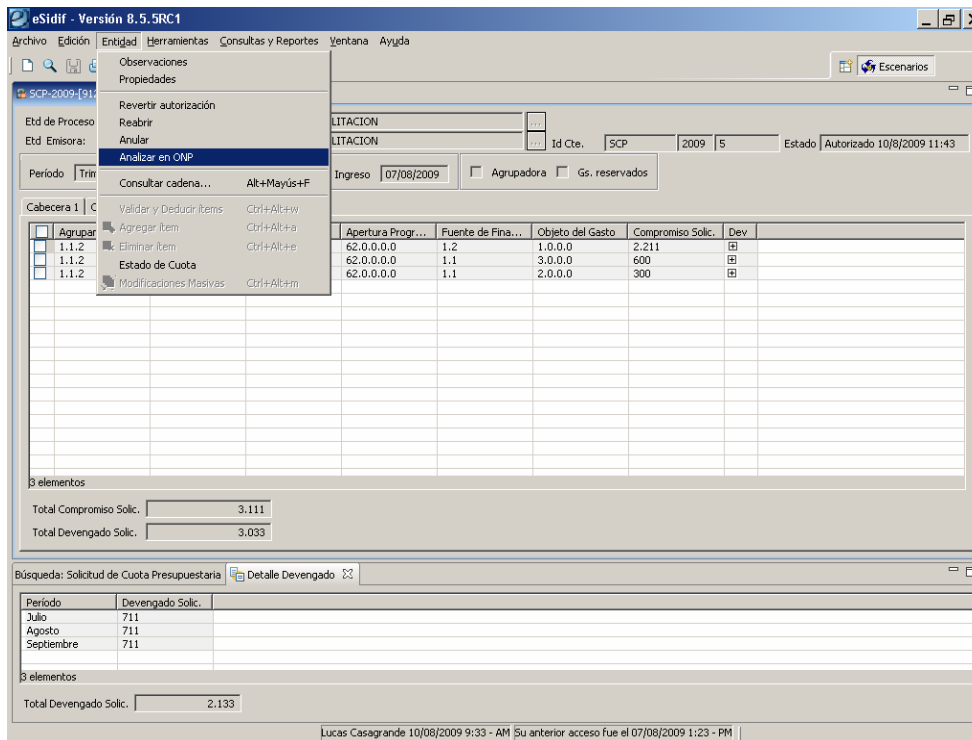 eSidif - Versión 8.5.5RC1
Archivo Edición Entidad Herramientas Consultas y Reportes Ventana Ayuda
Escenarios
SCP-2009-[912
Observaciones
Propiedades
Revertir autorización
Reabrir
Anular
Analizar en ONP
Consultar cadena... Alt+Mayús+F
Validar y Deducir ítems Ctrl+Alt+w
Agregar ítem Ctrl+Alt+a
Eliminar ítem Ctrl+Alt+e
Estado de Cuota
Modificaciones Masivas Ctrl+Alt+m
Etd de Proceso LITACION ...
Etd Emisora: LITACION ... Id Cte. SCP 2009 5 Estado Autorizado 10/8/2009 11:43
Período Trim Ingreso 07/08/2009 Agrupadora Gs. reservados
Cabecera 1 C
Agrupar Apertura Progr... Fuente de Fina... Objeto del Gasto Compromiso Solic. Dev
1.1.2 62.0.0.0.0 1.2 1.0.0.0 2.211
1.1.2 62.0.0.0.0 1.1 3.0.0.0 600
1.1.2 62.0.0.0.0 1.1 2.0.0.0 300
3 elementos
Total Compromiso Solic. 3.111
Total Devengado Solic. 3.033
Búsqueda: Solicitud de Cuota Presupuestaria Detalle Devengado
Período Devengado Solic.
Julio 711
Agosto 711
Septiembre 711
3 elementos
Total Devengado Solic. 2.133
Lucas Casagrande 10/08/2009 9:33 - AM Su anterior acceso fue el 07/08/2009 1:23 - PM